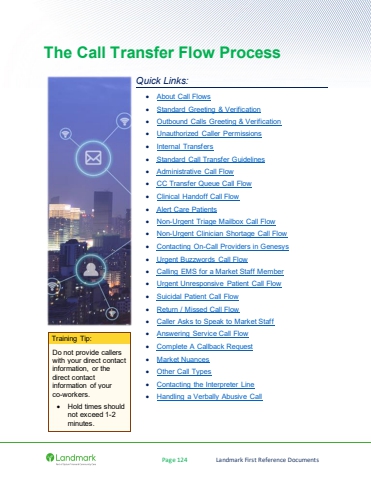 The Call Transfer Flow Process
Quick Links:
• About Call Flows
• Standard Greeting & Verification
• Outbound Calls Greeting & Verification
• Unauthorized Caller Permissions
• Internal Transfers
• Standard Call Transfer Guidelines
• Administrative Call Flow
• CC Transfer Queue Call Flow
• Clinical Handoff Call Flow
• Alert Care Patients
• Non-Urgent Triage Mailbox Call Flow
• Non-Urgent Clinician Shortage Call Flow
• Contacting On-Call Providers in Genesys
• Urgent Buzzwords Call Flow
• Calling EMS for a Market Staff Member
• Urgent Unresponsive Patient Call Flow
• Suicidal Patient Call Flow
• Return / Missed Call Flow
• Caller Asks to Speak to Market Staff
• Answering Service Call Flow
• Complete A Callback Request
• Market Nuances
• Other Call Types
• Contacting the Interpreter Line
• Handling a Verbally Abusive Call
Training Tip:
Do not provide callers
with your direct contact
information, or the
direct contact
information of your
co-workers.
• Hold times should
not exceed 1-2
minutes.
Landmark
Page 124
Landmark First Reference Documents